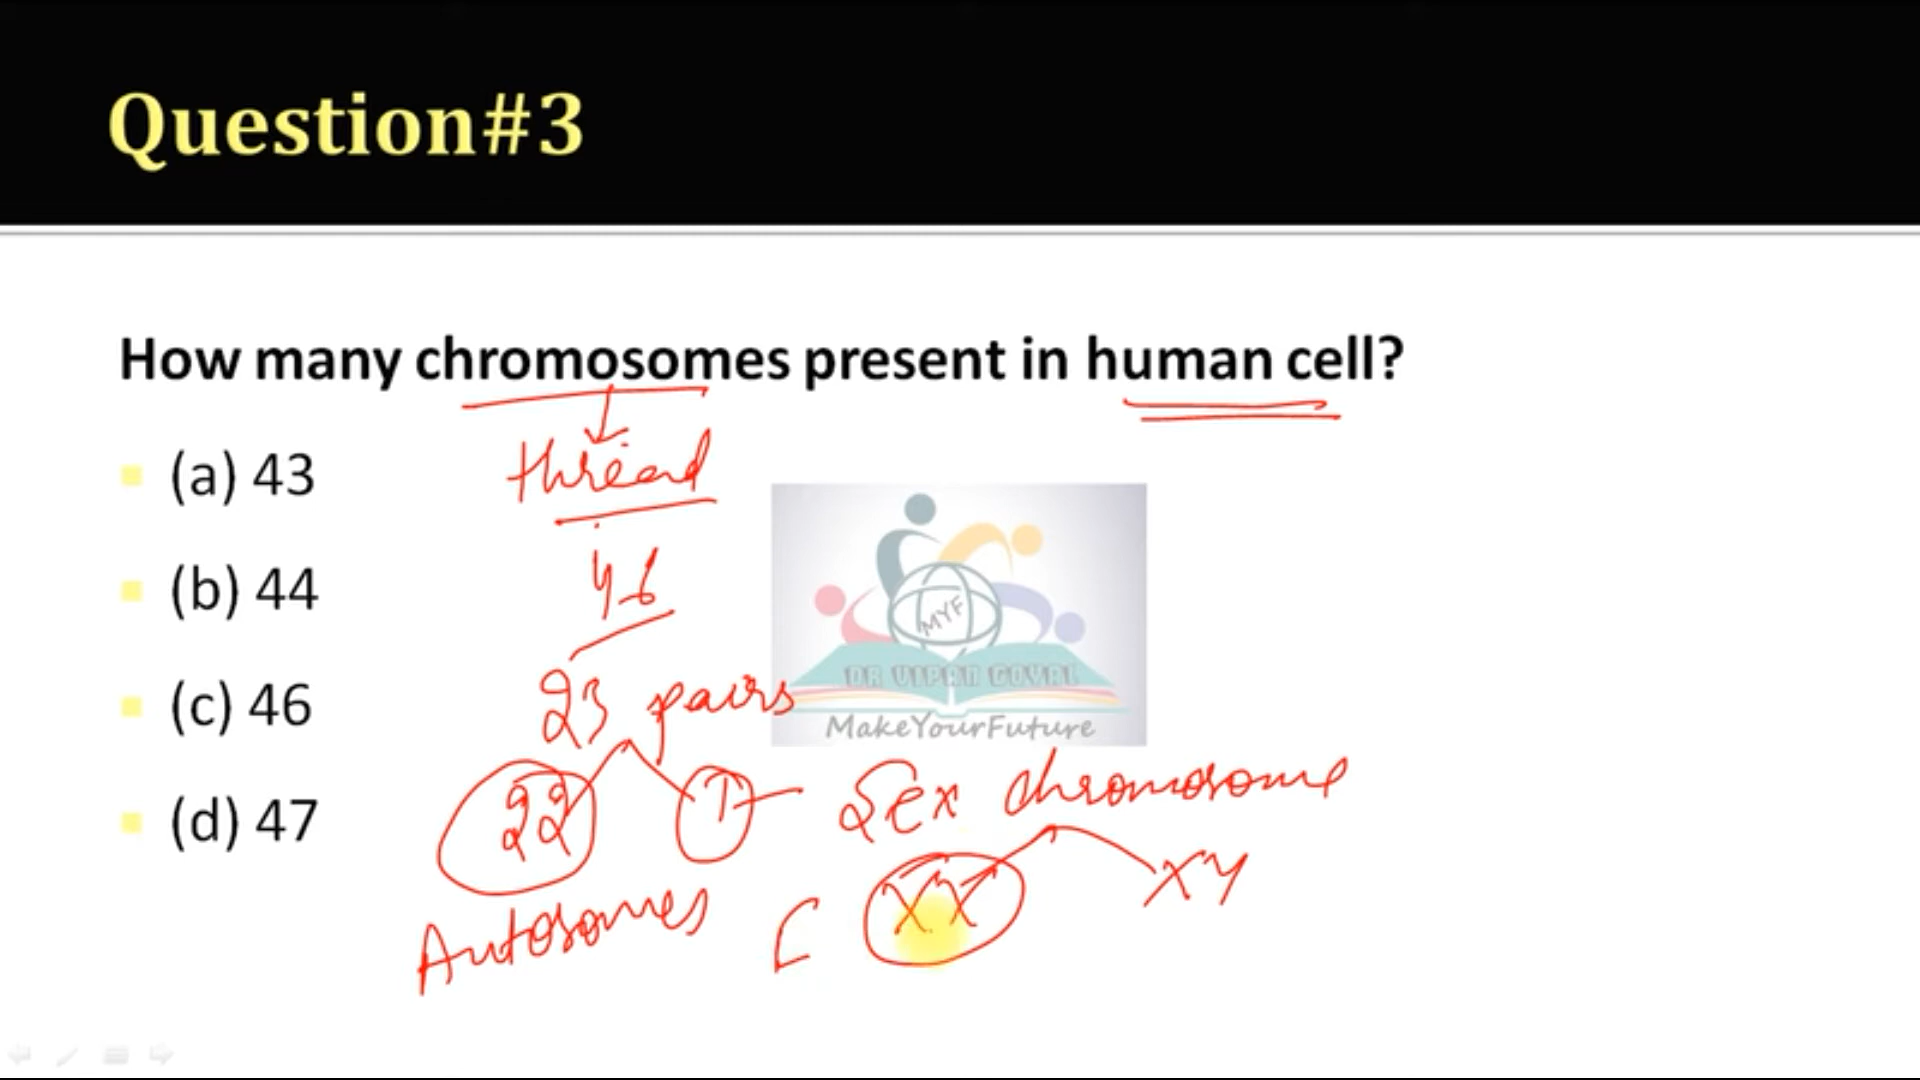 Question#3
How many chromosomes present in human cell?
(a) 43
(b) 44
(c) 46
(d) 47
thread
46
23 pairs
22 1 Sex chromosome
Autosomes XX XY
MYF
DR VIPAN GOYAL
MakeYourFuture